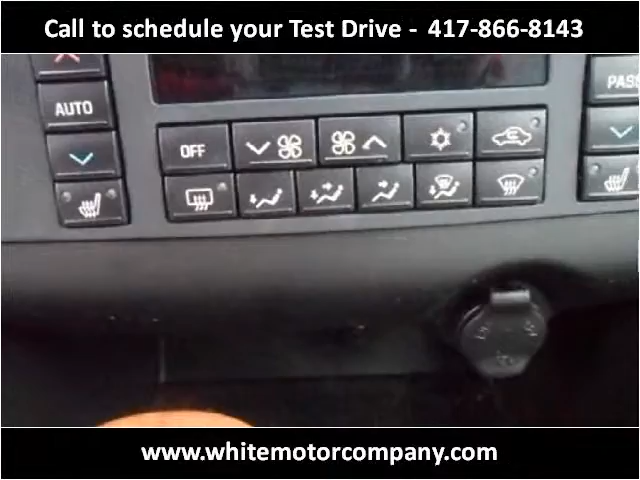 Call to schedule your Test Drive - 417-866-8143
AUTO
OFF
PASS
www.whitemotorcompany.com